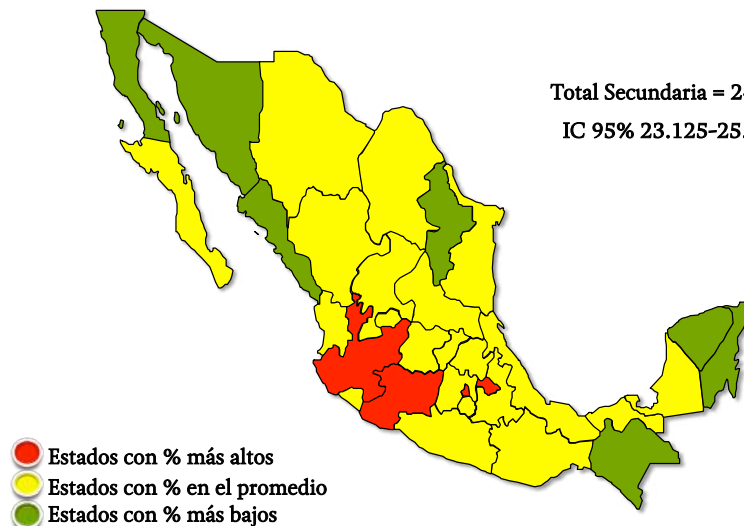 Total Secundaria = 2
IC 95% 23.125-25.
Estados con % más altos
Estados con % en el promedio
Estados con % más bajos